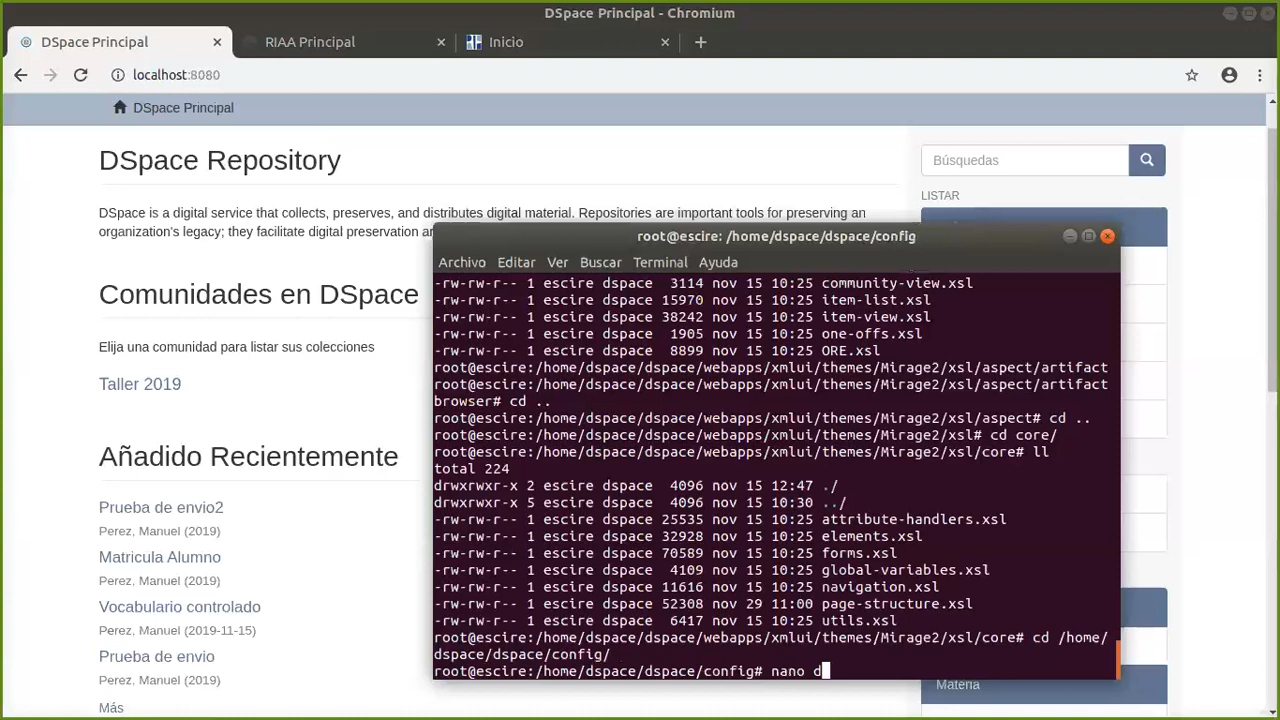 DSpace Principal - Chromium
DSpace Principal
RIAA Principal
Inicio
localhost:8080
DSpace Principal
DSpace Repository
DSpace is a digital service that collects, preserves, and distributes digital material. Repositories are important tools for preserving an
organization's legacy; they facilitate digital preservation
Comunidades en DSpace
Elija una comunidad para listar sus colecciones
Taller 2019
Añadido Recientemente
Prueba de envio2
Perez, Manuel (2019)
Matricula Alumno
Perez, Manuel (2019)
Vocabulario controlado
Perez, Manuel (2019-11-15)
Prueba de envio
Perez, Manuel (2019)
Más
Búsquedas
LISTAR
Materia
root@escire: /home/dspace/dspace/config
Archivo Editar Ver Buscar Terminal Ayuda
-rw-rw-r-- 1 escire dspace 3114 nov 15 10:25 community-view.xsl
-rw-rw-r-- 1 escire dspace 15970 nov 15 10:25 item-list.xsl
-rw-rw-r-- 1 escire dspace 38242 nov 15 10:25 item-view.xsl
-rw-rw-r-- 1 escire dspace 1905 nov 15 10:25 one-offs.xsl
-rw-rw-r-- 1 escire dspace 8899 nov 15 10:25 ORE.xsl
root@escire:/home/dspace/dspace/webapps/xmlui/themes/Mirage2/xsl/aspect/artifact
root@escire:/home/dspace/dspace/webapps/xmlui/themes/Mirage2/xsl/aspect/artifact
browser# cd ..
root@escire:/home/dspace/dspace/webapps/xmlui/themes/Mirage2/xsl/aspect# cd ..
root@escire:/home/dspace/dspace/webapps/xmlui/themes/Mirage2/xsl# cd core/
root@escire:/home/dspace/dspace/webapps/xmlui/themes/Mirage2/xsl/core# ll
total 224
drwxrwxr-x 2 escire dspace 4096 nov 15 12:47 ./
drwxrwxr-x 5 escire dspace 4096 nov 15 10:30 ../
-rw-rw-r-- 1 escire dspace 25535 nov 15 10:25 attribute-handlers.xsl
-rw-rw-r-- 1 escire dspace 32928 nov 15 10:25 elements.xsl
-rw-rw-r-- 1 escire dspace 70589 nov 15 10:25 forms.xsl
-rw-rw-r-- 1 escire dspace 4109 nov 15 10:25 global-variables.xsl
-rw-rw-r-- 1 escire dspace 11616 nov 15 10:25 navigation.xsl
-rw-rw-r-- 1 escire dspace 52308 nov 29 11:00 page-structure.xsl
-rw-rw-r-- 1 escire dspace 6417 nov 15 10:25 utils.xsl
root@escire:/home/dspace/dspace/webapps/xmlui/themes/Mirage2/xsl/core# cd /home/
dspace/dspace/config/
root@escire:/home/dspace/dspace/config# nano d